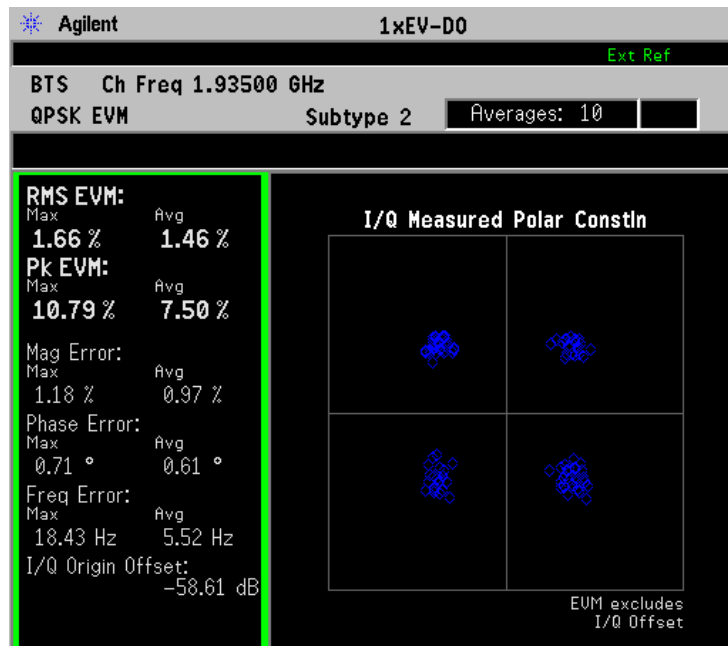 Agilent 1xEV-DO
Ext Ref
BTS Ch Freq 1.93500 GHz
QPSK EVM Subtype 2 Averages: 10
RMS EVM:
Max Avg
1.66 % 1.46 %
Pk EVM:
Max Avg
10.79 % 7.50 %
Mag Error:
Max Avg
1.18 % 0.97 %
Phase Error:
Max Avg
0.71 ° 0.61 °
Freq Error:
Max Avg
18.43 Hz 5.52 Hz
I/Q Origin Offset:
-58.61 dB
I/Q Measured Polar Constln
EVM excludes
I/Q Offset